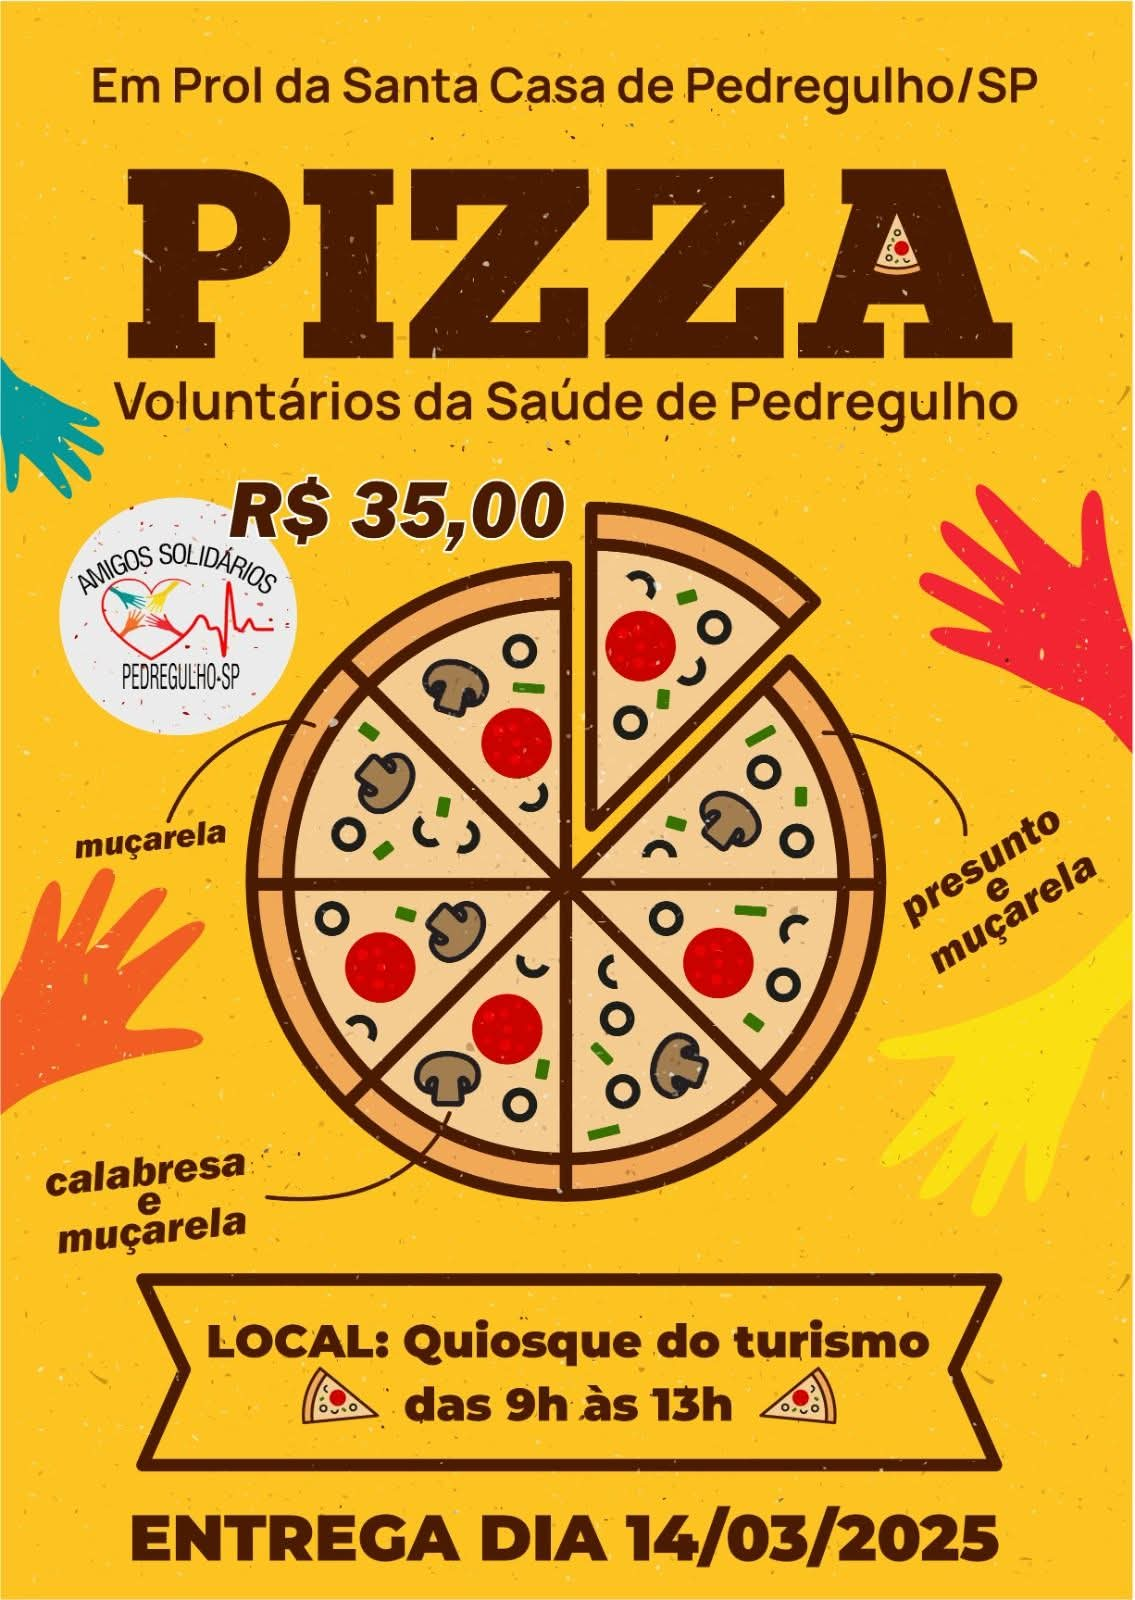 Em Prol da Santa Casa de Pedregulho/SP
PIZZA
Voluntários da Saúde de Pedregulho
R$ 35,00
AMIGOS SOLIDÁRIOS
PEDREGULHO-SP
muçarela
presunto
e
muçarela
calabresa
e
muçarela
LOCAL: Quiosque do turismo
das 9h às 13h
ENTREGA DIA 14/03/2025